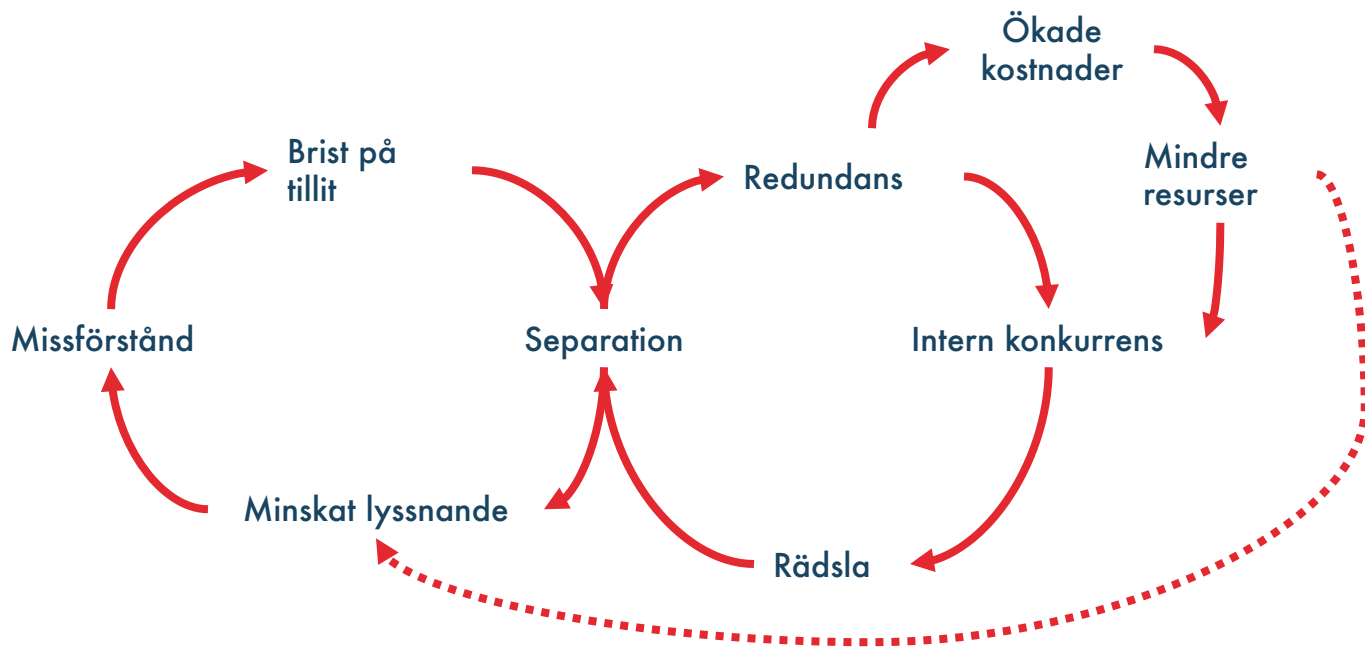 Ökade
kostnader
Brist på
tillit
Redundans
Mindre
resurser
Missförstånd
Separation
Intern konkurrens
Minskat lyssnande
Rädsla